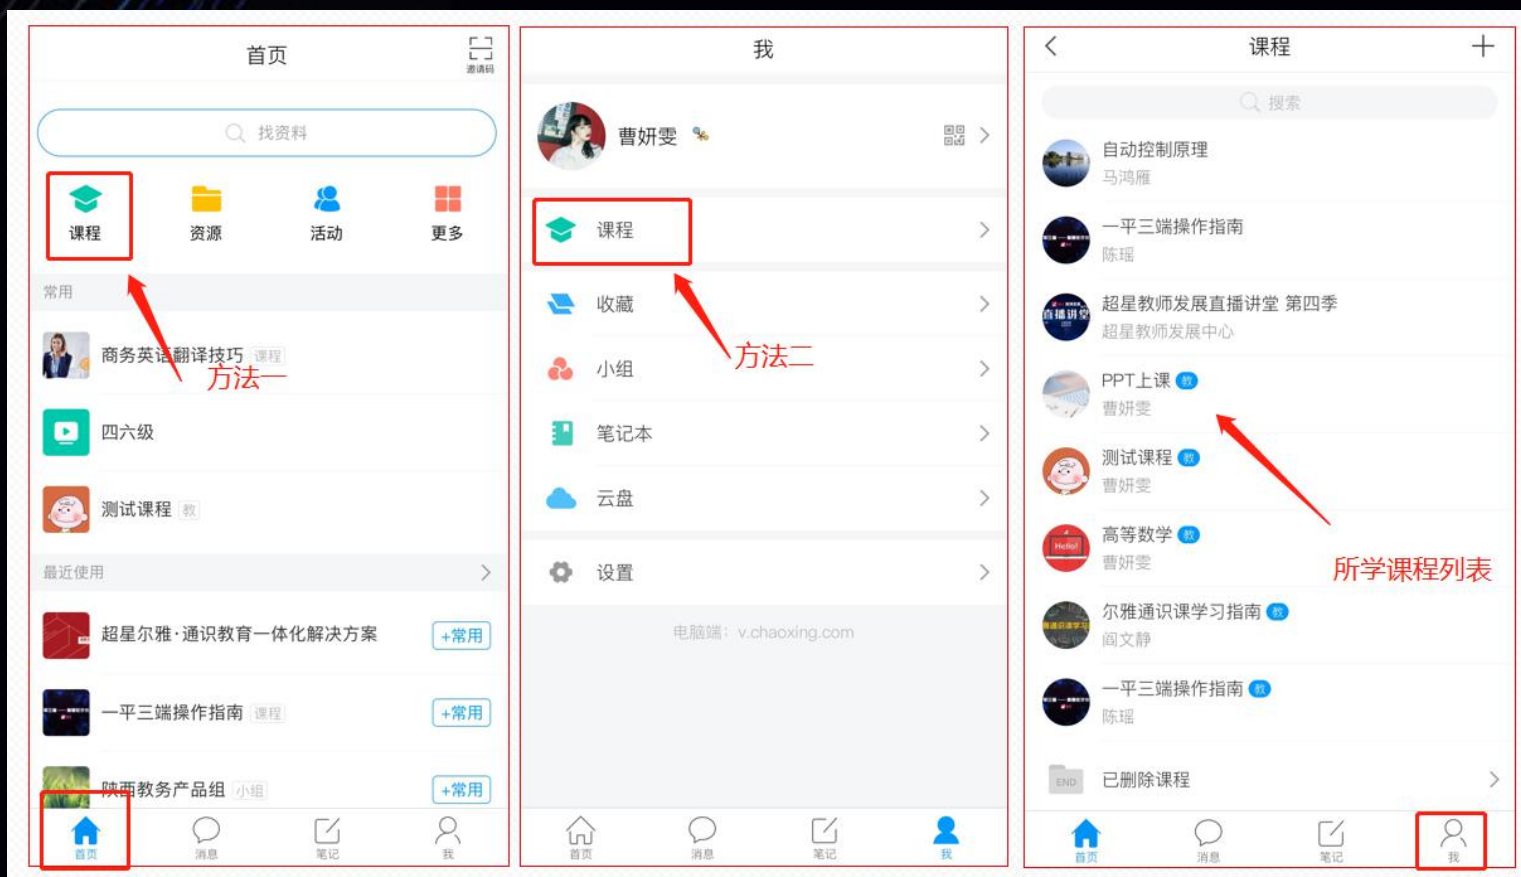 首页
邀请码
找资料
课程
资源
活动
更多
常用
商务英语翻译技巧 课程
方法一
四六级
测试课程 教
最近使用
超星尔雅·通识教育一体化解决方案 +常用
一平三端操作指南 课程 +常用
陕西教务产品组 小组 +常用
首页
消息
笔记
我
我
曹妍雯
课程
收藏
方法二
小组
笔记本
云盘
设置
电脑端：v.chaoxing.com
首页
消息
笔记
我
课程
搜索
自动控制原理
马鸿雁
一平三端操作指南
陈瑶
直播讲堂
超星教师发展直播讲堂 第四季
超星教师发展中心
PPT上课 教
曹妍雯
测试课程 教
曹妍雯
Hello!
高等数学 教
曹妍雯
所学课程列表
尔雅通识课学习指南 教
阎文静
一平三端操作指南 教
陈瑶
END
已删除课程
首页
消息
笔记
我